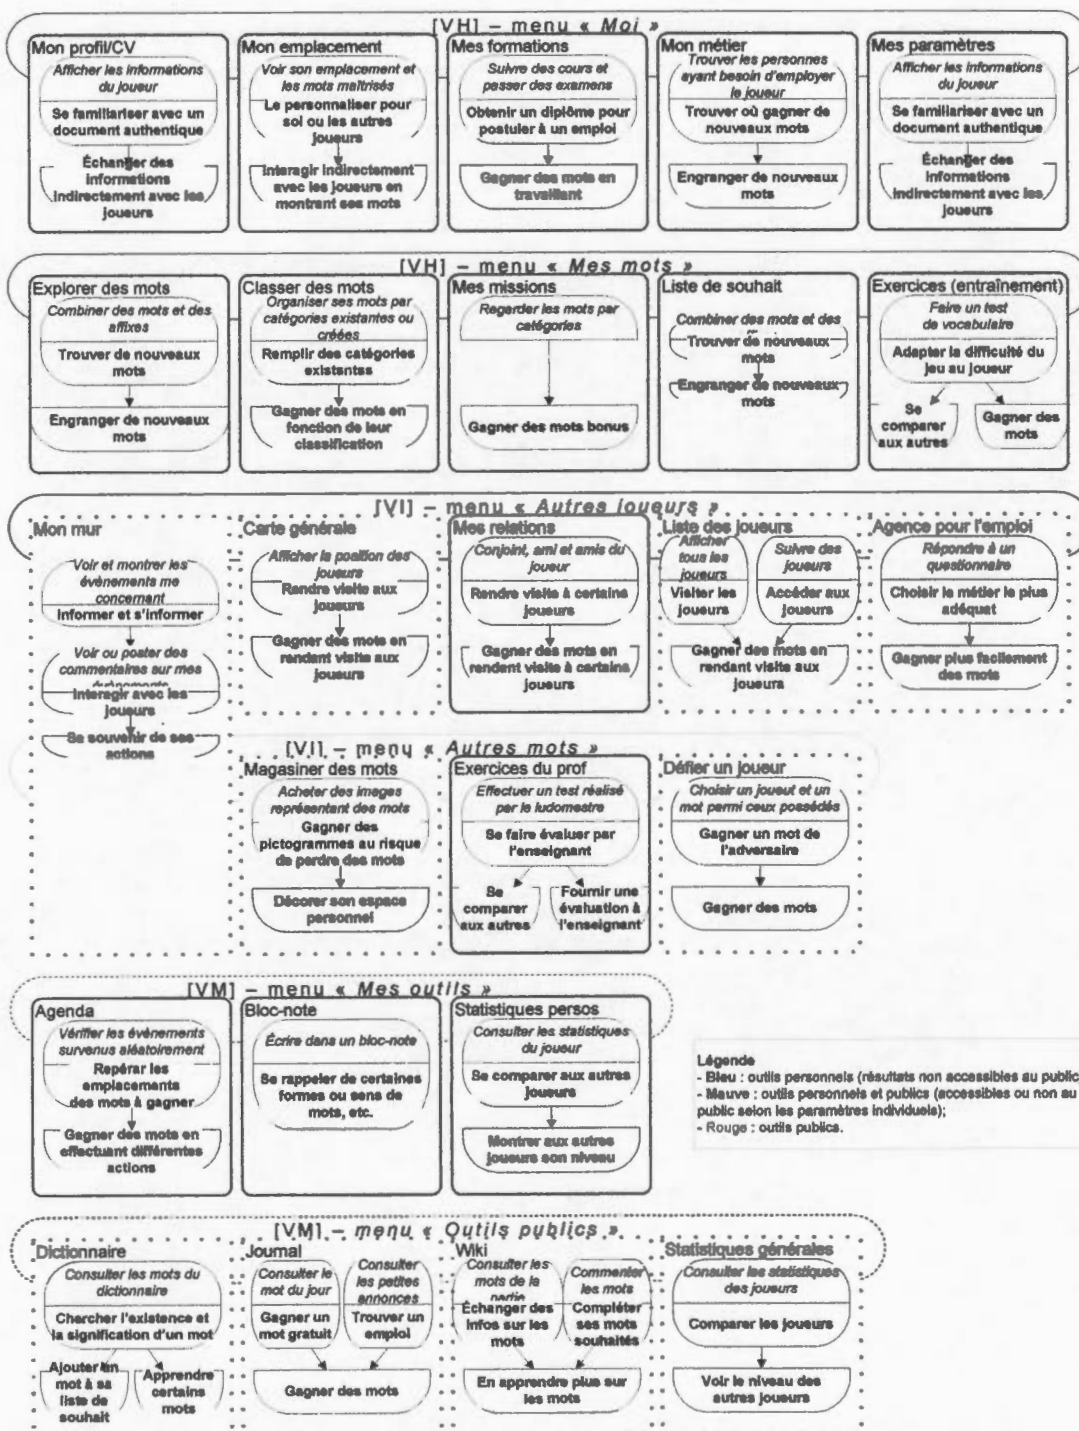 [VH] – menu « Moi »
Mon profil/CV
Afficher les informations
du joueur
Se familiariser avec un
document authentique
Échanger des
informations
indirectement avec les
joueurs
Mon emplacement
Voir son emplacement et
les mots maîtrisés
Le personnaliser pour
soi ou les autres
joueurs
Interagir indirectement
avec les joueurs en
montrant ses mots
Mes formations
Suivre des cours et
passer des examens
Obtenir un diplôme pour
postuler à un emploi
Gagner des mots en
travaillant
Mon métier
Trouver les personnes
ayant besoin d'employer
le joueur
Trouver où gagner de
nouveaux mots
Engranger de nouveaux
mots
Mes paramètres
Afficher les informations
du joueur
Se familiariser avec un
document authentique
Échanger des
informations
indirectement avec les
joueurs
[VH] – menu « Mes mots »
Explorer des mots
Combiner des mots et des
affixes
Trouver de nouveaux
mots
Engranger de nouveaux
mots
Classer des mots
Organiser ses mots par
catégories existantes ou
créées
Remplir des catégories
existantes
Gagner des mots en
fonction de leur
classification
Mes missions
Regarder les mots par
catégories
Gagner des mots bonus
Liste de souhait
Combiner des mots et des
Trouver de nouveaux
mots
Engranger de nouveaux
mots
Exercices (entraînement)
Faire un test
de vocabulaire
Adapter la difficulté du
jeu au joueur
Se
comparer
aux autres
Gagner des
mots
[VI] – menu « Autres joueurs »
Mon mur
Voir et montrer les
évènements me
concernant
Informer et s'informer
Voir ou poster des
commentaires sur mes
évènements
Interagir avec les
joueurs
Se souvenir de ses
actions
Carte générale
Afficher la position des
joueurs
Rendre visite aux
joueurs
Gagner des mots en
rendant visite aux
joueurs
Mes relations
Conjoint, ami et amis du
joueur
Rendre visite à certains
joueurs
Gagner des mots en
rendent visite à certains
joueurs
Liste des joueurs
Afficher
tous les
joueurs
Visiter les
joueurs
Suivre des
joueurs
Accéder aux
joueurs
Gagner des mots en
rendant visite aux
joueurs
Agence pour l'emploi
Répondre à un
questionnaire
Choisir le métier le plus
adéquat
Gagner plus facilement
des mots
[VI] – menu « Autres mots »
Magasiner des mots
Acheter des images
représentant des mots
Gagner des
pictogrammes au risque
de perdre des mots
Décorer son espace
personnel
Exercices du prof
Effectuer un test réalisé
par le ludomestre
Se faire évaluer par
l'enseignant
Se
comparer
aux autres
Fournir une
évaluation à
l'enseignant
Défier un joueur
Choisir un joueut et un
mot parmi ceux possédés
Gagner un mot de
l'adversaire
Gagner des mots
[VM] – menu « Mes outils »
Agenda
Vérifier les évènements
survenus aléatoirement
Repérar les
emplacements
des mots à gagner
Gagner des mots en
effectuant différentes
actions
Bloc-note
Écrire dans un bloc-note
Se rappeler de certaines
formes ou sens de
mots, etc.
Statistiques persos
Consulter les statistiques
du joueur
Se comparer aux autres
joueurs
Montrer aux autres
joueurs son niveau
Légende
- Bleu : outils personnels (résultats non accessibles au public
- Mauve : outils personnels et publics (accessibles ou non au
public selon les paramètres individuels);
- Rouge : outils publics.
[VM] – menu « Outils publics »
Dictionnaire
Consulter les mots du
dictionnaire
Charcher l'existence et
la signification d'un mot
Ajouter un
mot à sa
liste de
souhait
Apprendre
certains
mots
Journal
Consulter le
mot du jour
Gagner un
mot gratuit
Consulter
les petites
annonces
Trouver un
emploi
Gagner des mots
Wiki
Consulter les
mots de la
partie
Échanger des
infos sur les
mots
Commenter
les mots
Compléter
ses mots
souhaités
En apprendre plus sur
les mots
Statistiques générales
Consulter les statistiques
des joueurs
Comparer les joueurs
Voir le niveau des
autres joueurs